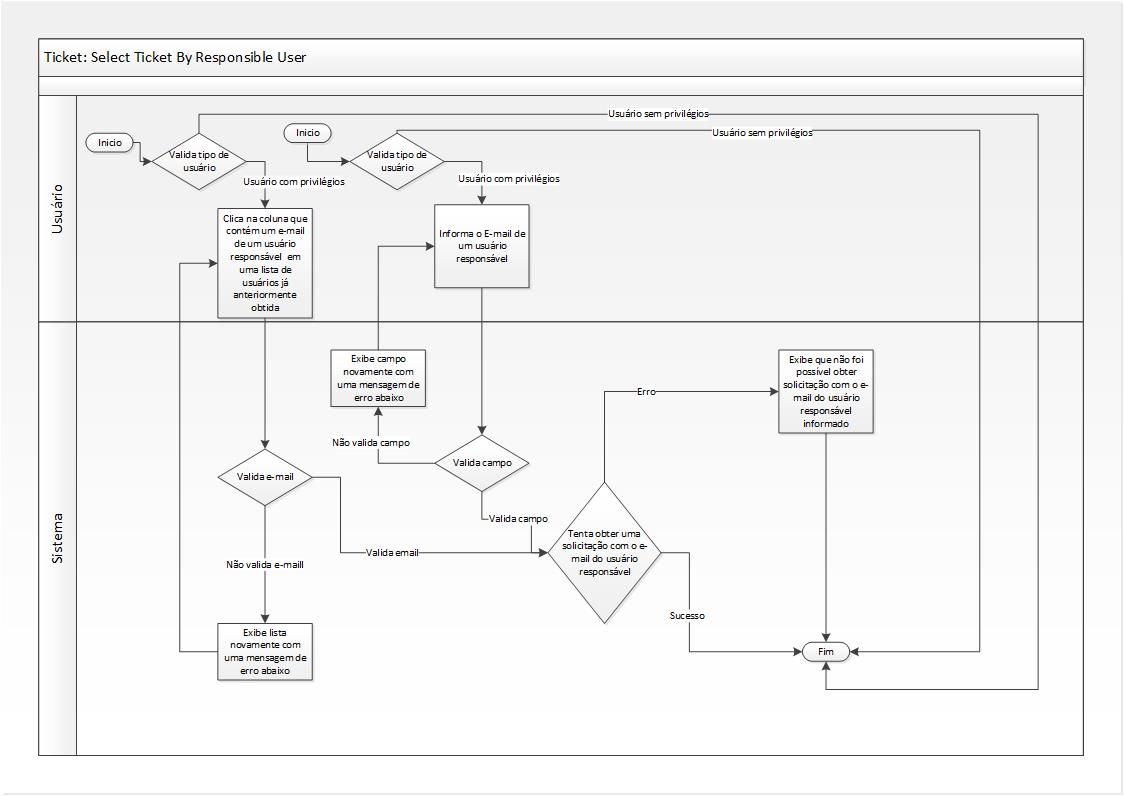 Ticket: Select Ticket By Responsible User
Usuário sem privilégios
Usuário sem privilégios
Usuário
Inicio
Valida tipo de
usuário
Inicio
Valida tipo de
usuário
Usuário com privilégios
Usuário com privilégios
Clica na coluna que
contém um e-mail
de um usuário
responsável em
uma lista de
usuários já
anteriormente
obtida
Informa o E-mail de
um usuário
responsável
Sistema
Exibe campo
novamente com
uma mensagem de
erro abaixo
Exibe que não foi
possível obter
solicitação com o e-
mail do usuário
responsável
informado
Erro
Não valida campo
Valida campo
Valida e-mail
Valida campo
Tenta obter uma
solicitação com o e-
mail do usuário
responsável
Valida email
Não valida e-maill
Sucesso
Exibe lista
novamente com
uma mensagem de
erro abaixo
Fim